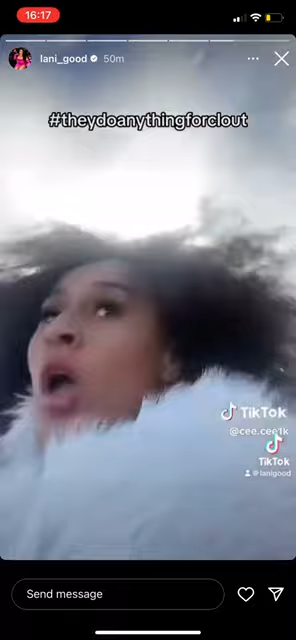 16:17
lani_good 50m
#theydoanythingforclout
TikTok
@cee.cee1k
TikTok
@lanigood
Send message